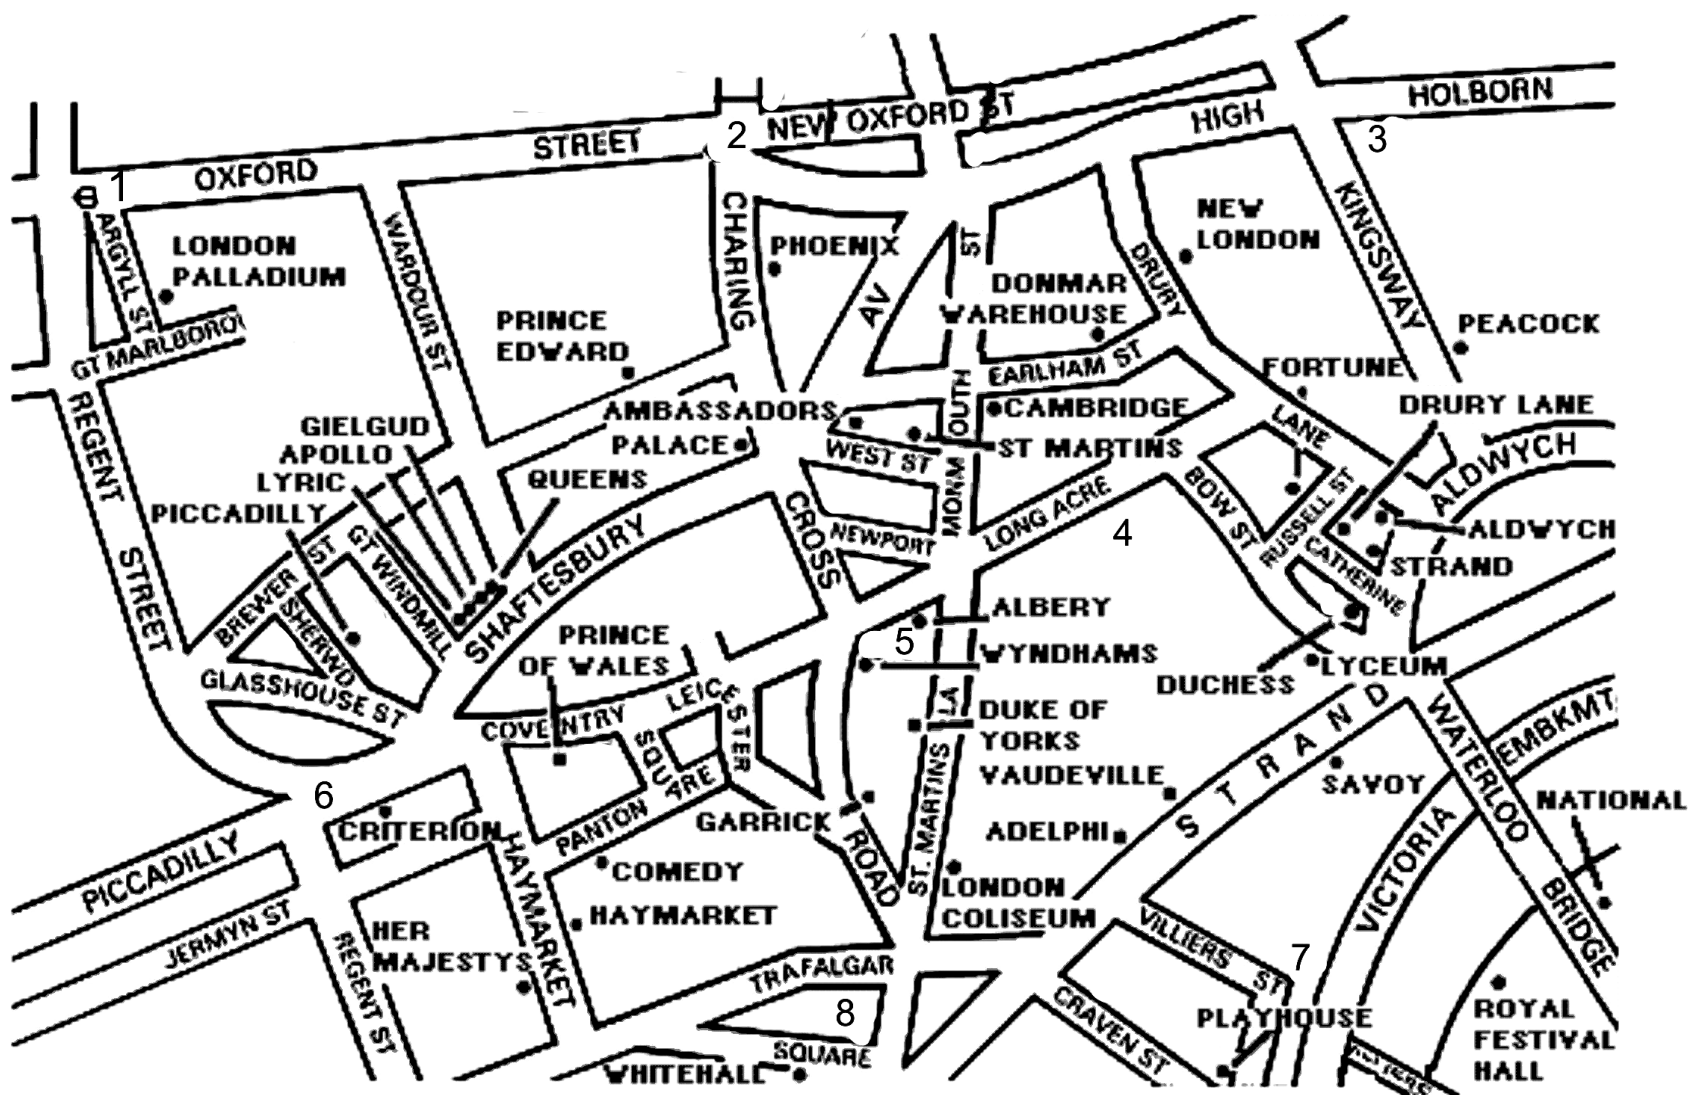 NEW OXFORD ST
HOLBORN
HIGH
2
3
STREET
OXFORD
1
ARGYLL ST
LONDON
PALLADIUM
WARDOUR ST
CHARING
PHOENIX
ST
NEW
LONDON
KINGSWAY
DRURY
AV
DONMAR
WAREHOUSE
PRINCE
EDWARD
PEACOCK
GT MARLBORO
EARLHAM ST
FORTUNE
REGENT
AMBASSADORS
OUTH
CAMBRIDGE
DRURY LANE
LANE
GIELGUD
APOLLO
LYRIC
PICCADILLY
PALACE
WEST ST
ST MARTINS
ALDWYCH
QUEENS
MONM
LONG ACRE
BOW ST
RUSSELL ST
CROSS
NEWPORT
4
ALDWYCH
STREET
ST
GT WINDMILL
SHAFTESBURY
CATHERINE
STRAND
BREWER
SHERWD
ALBERY
5
PRINCE
OF WALES
WYNDHAMS
LYCEUM
DUCHESS
GLASSHOUSE ST
LEICE
STER
LA
COVENTRY
SQUARE
DUKE OF
YORKS
STRAND
WATERLOO
EMBKMT
VAUDEVILLE
SAVOY
NATIONAL
6
CRITERION
PANTON
GARRICK
ROAD
ST. MARTINS
ADELPHI
VICTORIA
PICCADILLY
HAYMARKET
COMEDY
LONDON
COLISEUM
BRIDGE
JERMYN ST
HER
MAJESTYS
HAYMARKET
VILLIERS ST
7
REGENT ST
TRAFALGAR
8
SQUARE
CRAVEN ST
PLAYHOUSE
ROYAL
FESTIVAL
HALL
WHITEHALL